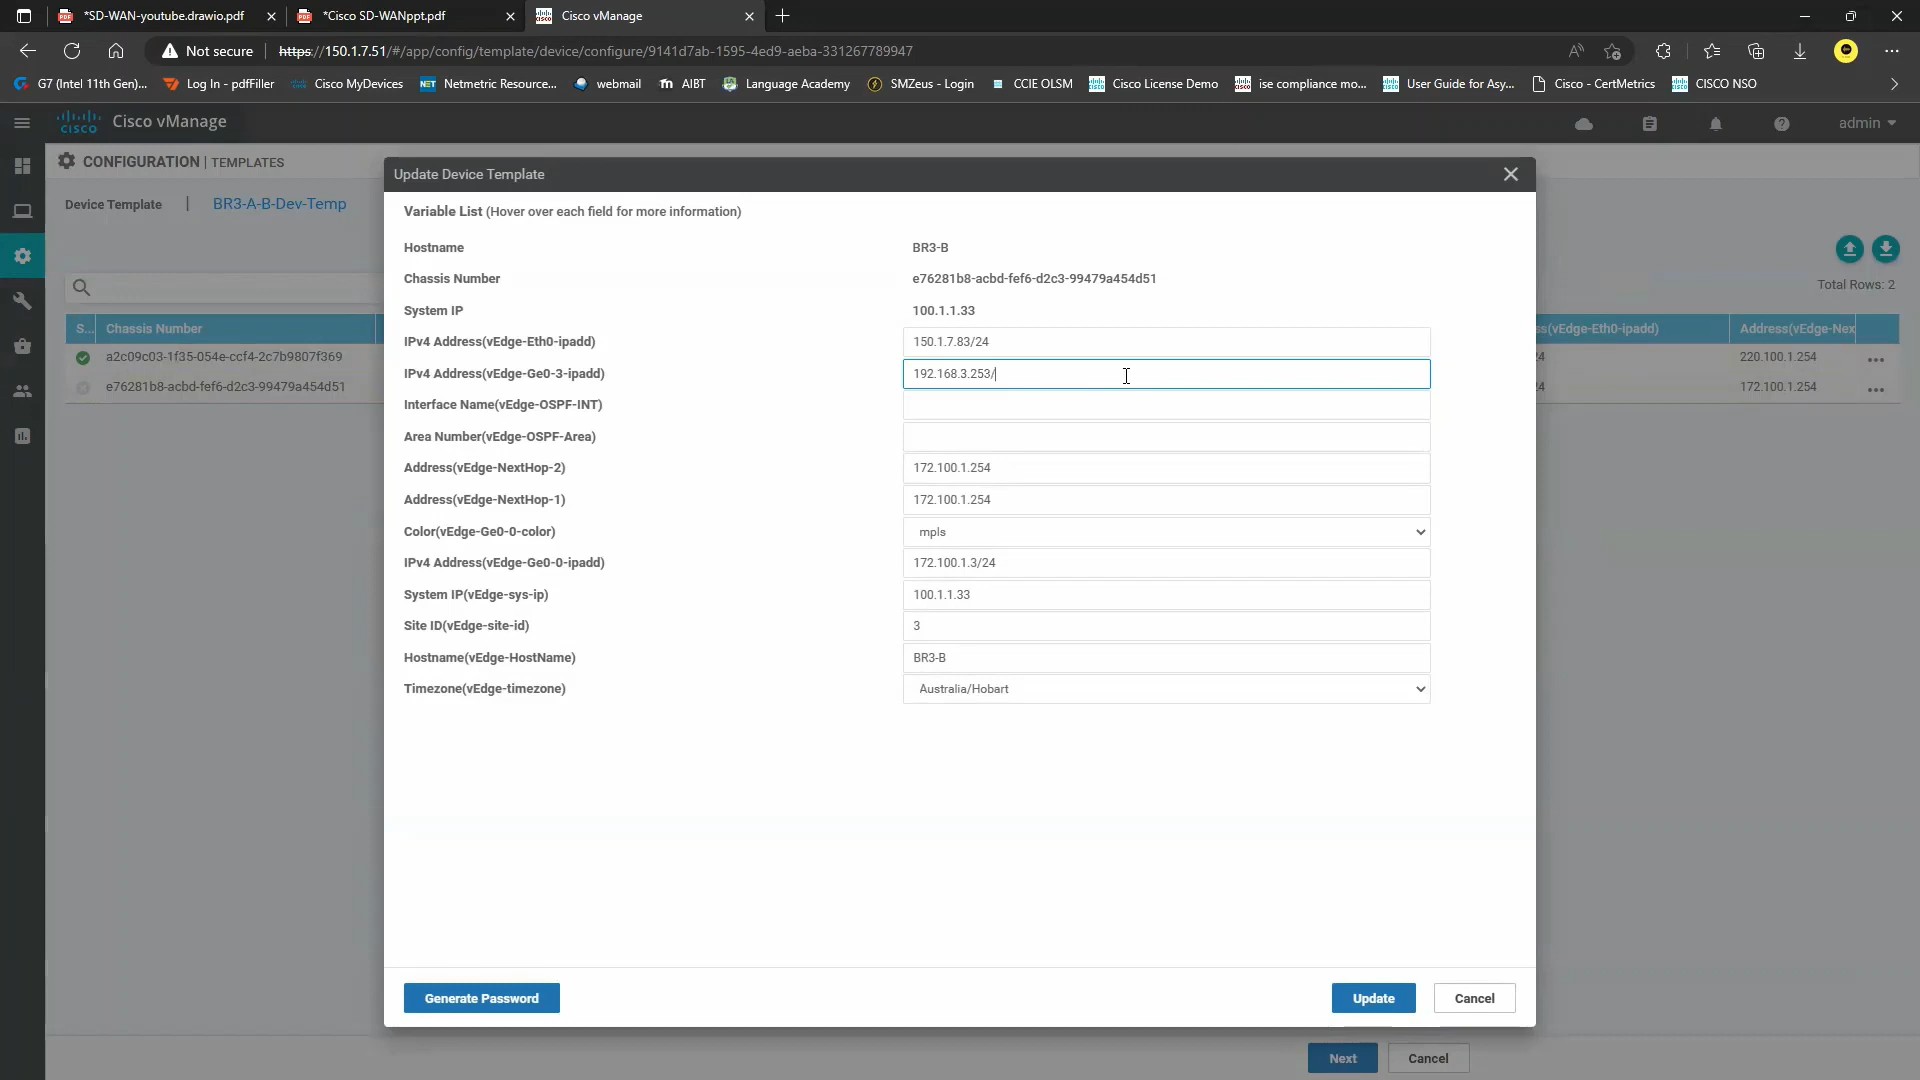 *SD-WAN-youtube.drawio.pdf
*Cisco SD-WANppt.pdf
Cisco vManage
Not secure
https://150.1.7.51/#/app/config/template/device/configure/9141d7ab-1595-4ed9-aeba-331267789947
G7 (Intel 11th Gen)...
Log In - pdfFiller
Cisco MyDevices
NET
Netmetric Resource...
webmail
AIBT
Language Academy
SMZeus - Login
CCIE OLSM
Cisco License Demo
ise compliance mo...
User Guide for Asy...
Cisco - CertMetrics
CISCO NSO
cisco
Cisco vManage
admin
CONFIGURATION | TEMPLATES
Device Template | BR3-A-B-Dev-Temp
Total Rows: 2
S...
Chassis Number
ss(vEdge-Eth0-ipadd)
Address(vEdge-Nex
a2c09c03-1f35-054e-ccf4-2c7b9807f369
24
220.100.1.254
e76281b8-acbd-fef6-d2c3-99479a454d51
24
172.100.1.254
Update Device Template
Variable List (Hover over each field for more information)
Hostname
BR3-B
Chassis Number
e76281b8-acbd-fef6-d2c3-99479a454d51
System IP
100.1.1.33
IPv4 Address(vEdge-Eth0-ipadd)
150.1.7.83/24
IPv4 Address(vEdge-Ge0-3-ipadd)
192.168.3.253/
Interface Name(vEdge-OSPF-INT)
Area Number(vEdge-OSPF-Area)
Address(vEdge-NextHop-2)
172.100.1.254
Address(vEdge-NextHop-1)
172.100.1.254
Color(vEdge-Ge0-0-color)
mpls
IPv4 Address(vEdge-Ge0-0-ipadd)
172.100.1.3/24
System IP(vEdge-sys-ip)
100.1.1.33
Site ID(vEdge-site-id)
3
Hostname(vEdge-HostName)
BR3-B
Timezone(vEdge-timezone)
Australia/Hobart
Generate Password
Update
Cancel
Next
Cancel